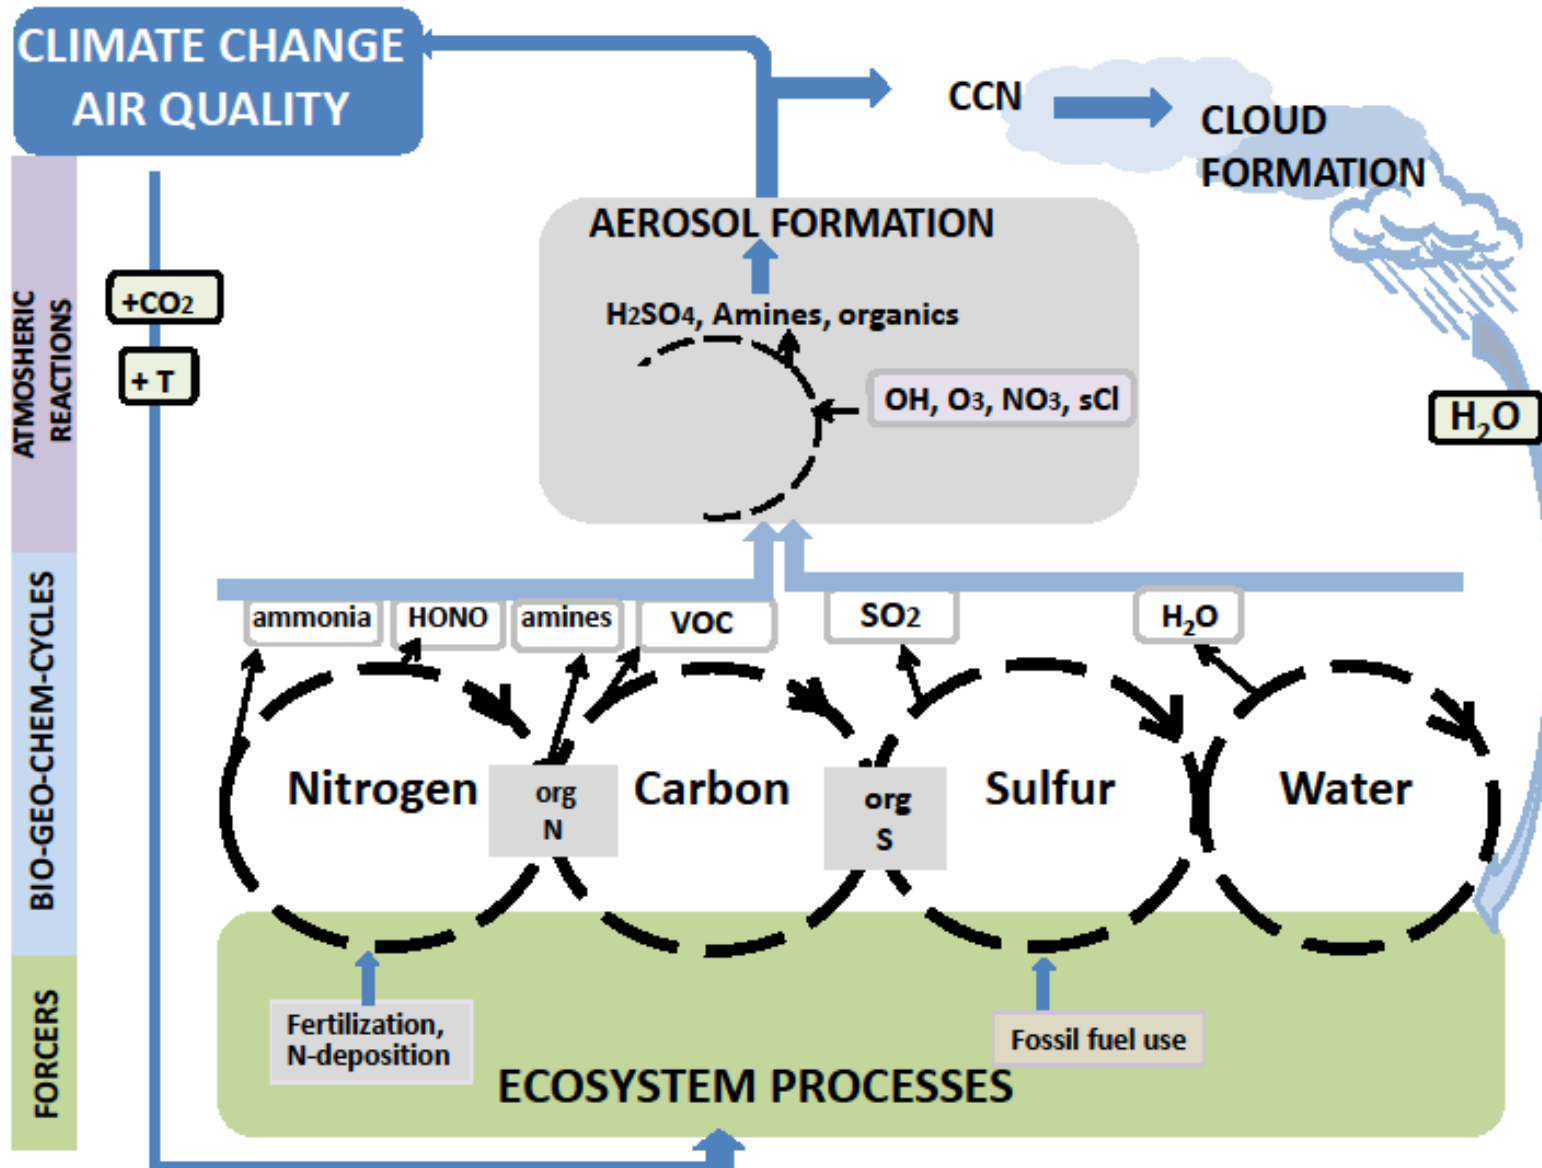 CLIMATE CHANGE
AIR QUALITY
CCN
CLOUD
FORMATION
AEROSOL FORMATION
H2SO4, Amines, organics
OH, O3, NO3, sCl
+CO2
+ T
H2O
ATMOSHERIC
REACTIONS
BIO-GEO-CHEM-CYCLES
FORCERS
ammonia
HONO
amines
VOC
SO2
H2O
Nitrogen
org
N
Carbon
org
S
Sulfur
Water
Fertilization,
N-deposition
Fossil fuel use
ECOSYSTEM PROCESSES